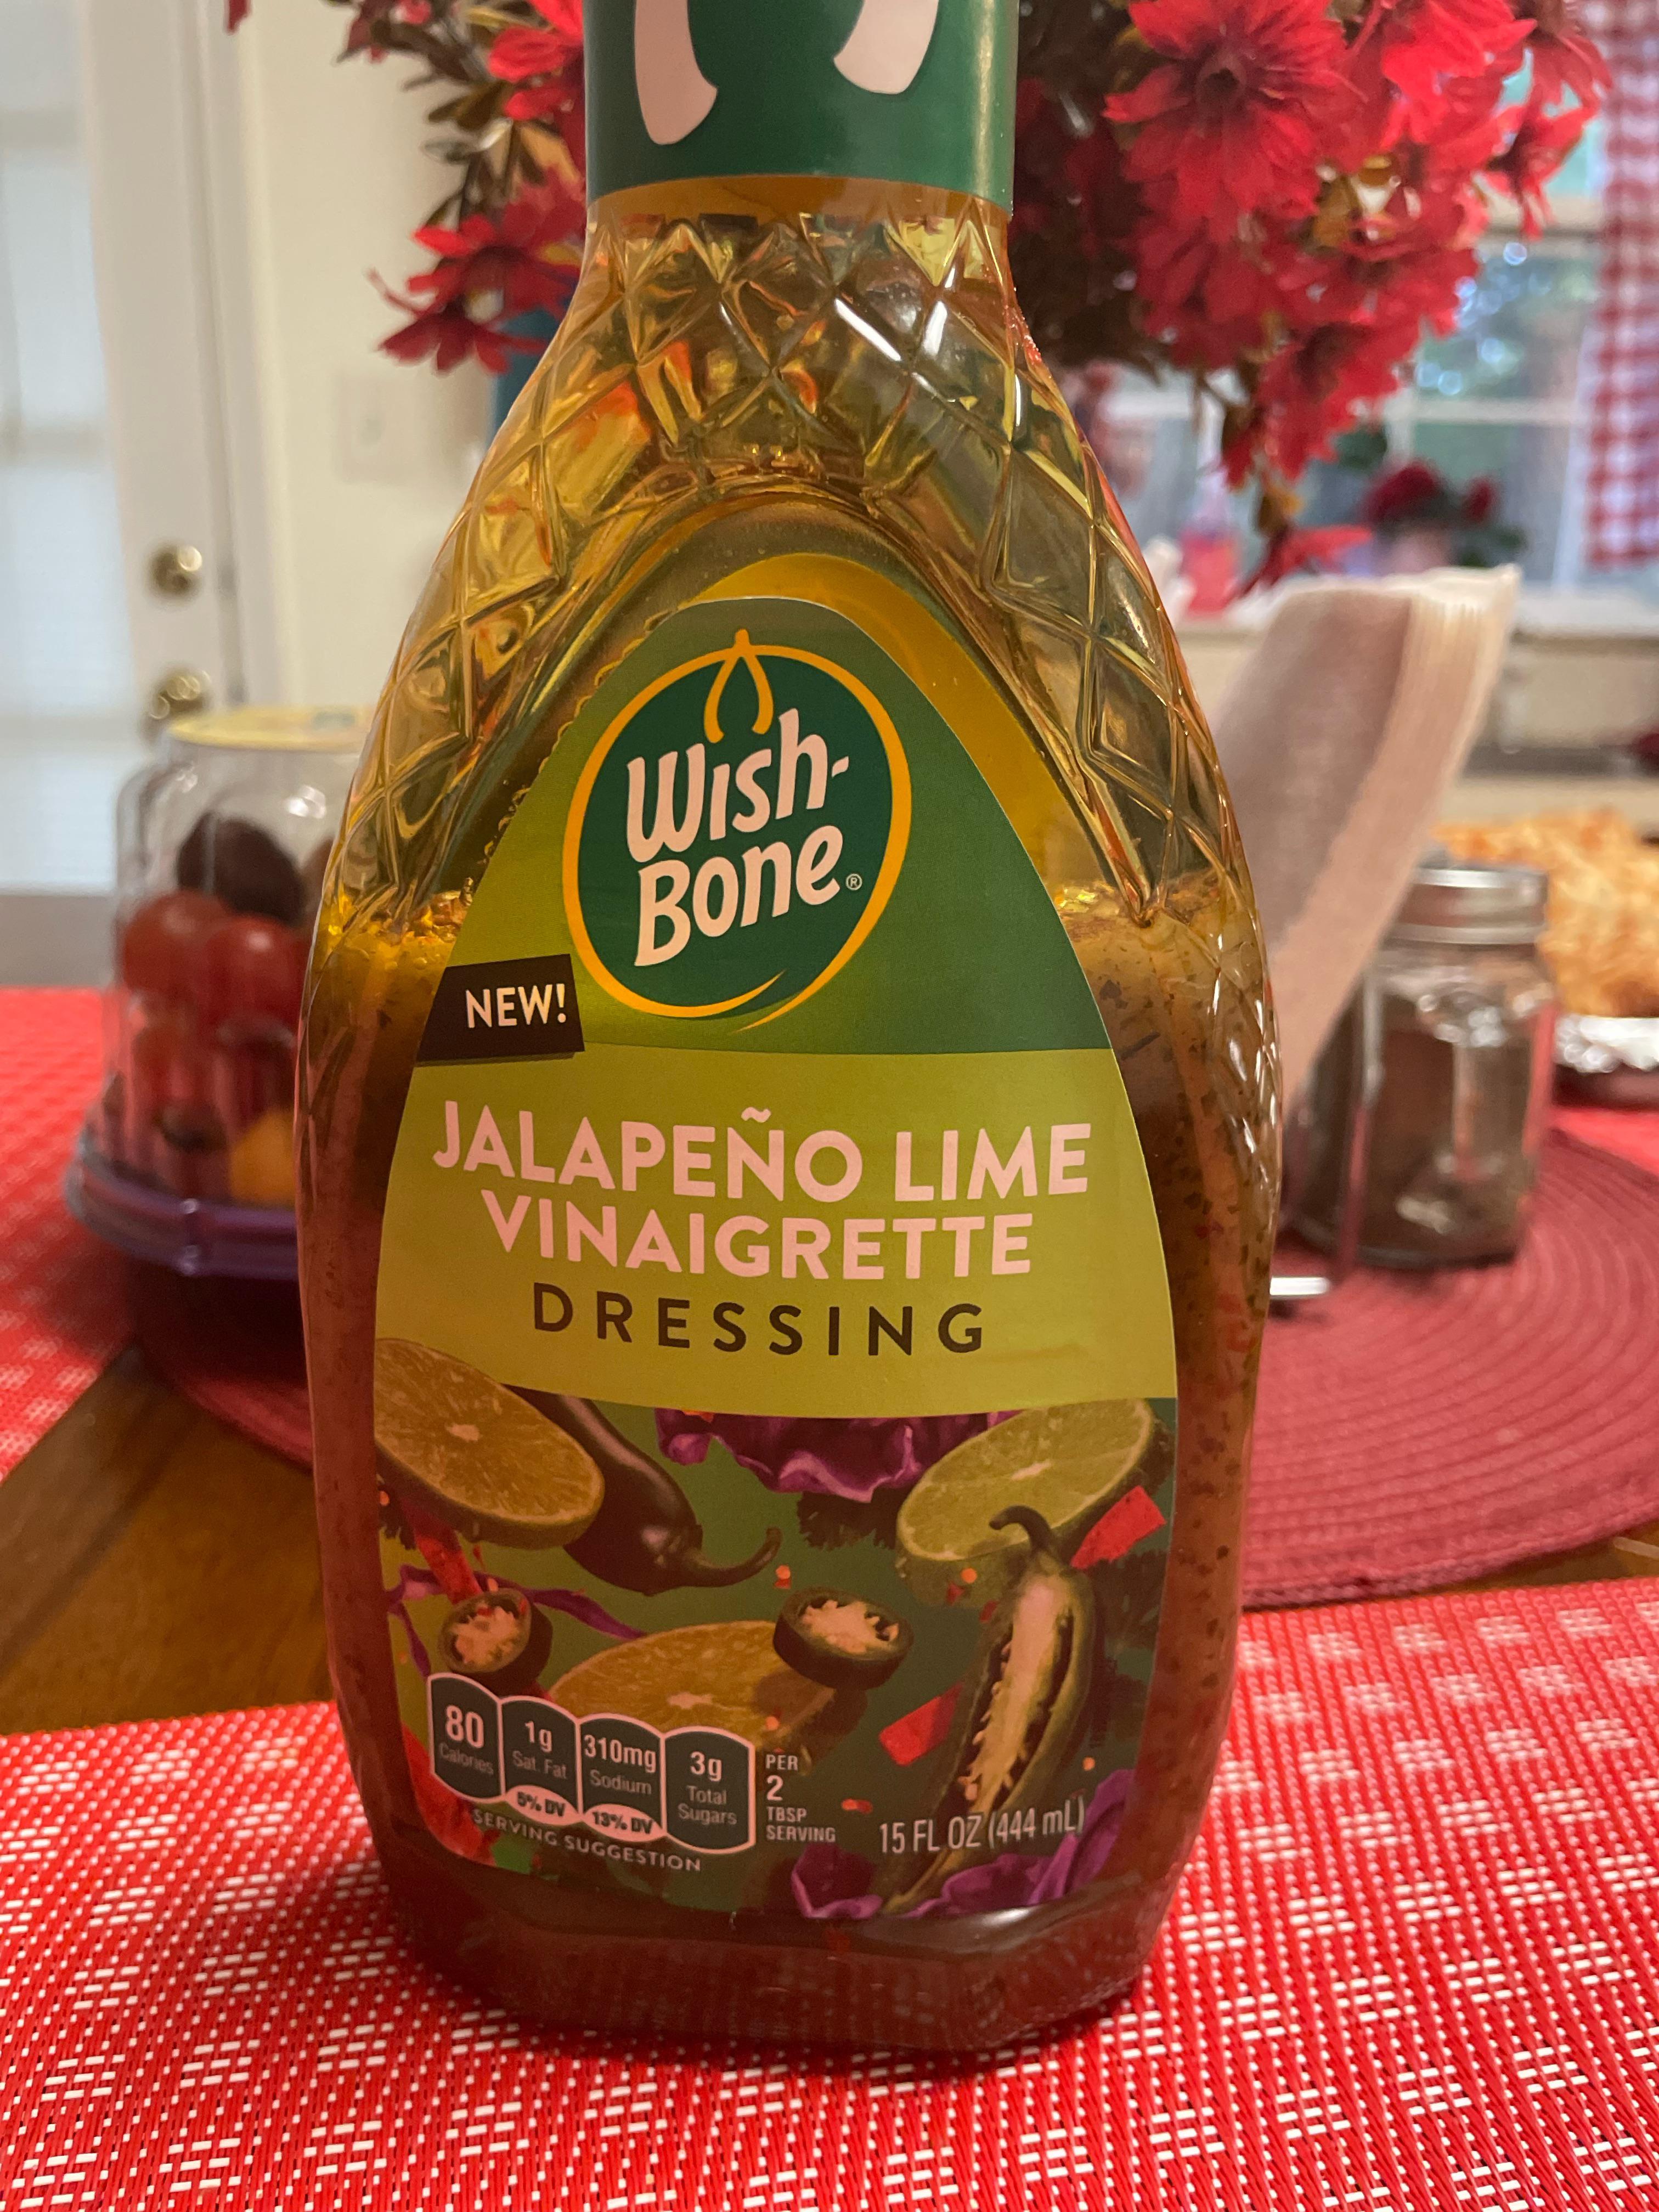 Wish-
Bone®
NEW!
JALAPEÑO LIME
VINAIGRETTE
DRESSING
80
Calories
1g
Sat. Fat
5% DV
310mg
Sodium
13% DV
3g
Total
Sugars
PER
2
TBSP
SERVING
SERVING SUGGESTION
15 FL OZ (444 mL)